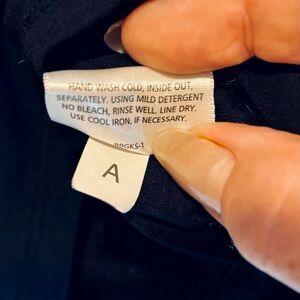 HAND WASH COLD, INSIDE OUT,
SEPARATELY. USING MILD DETERGENT
NO BLEACH, RINSE WELL. LINE DRY.
USE COOL IRON, IF NECESSARY.
A